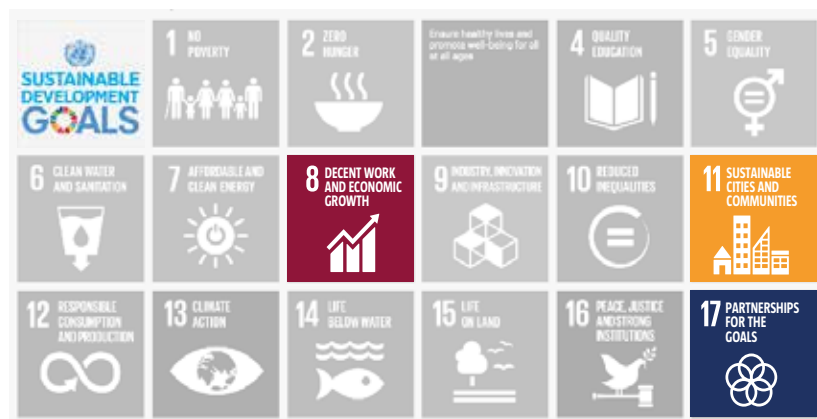 SUSTAINABLE
DEVELOPMENT
GOALS
1 NO
POVERTY
2 ZERO
HUNGER
Ensure healthy lives and
promote well-being for all
at all ages
4 QUALITY
EDUCATION
5 GENDER
EQUALITY
6 CLEAN WATER
AND SANITATION
7 AFFORDABLE AND
CLEAN ENERGY
8 DECENT WORK
AND ECONOMIC
GROWTH
9 INDUSTRY, INNOVATION
AND INFRASTRUCTURE
10 REDUCED
INEQUALITIES
11 SUSTAINABLE
CITIES AND
COMMUNITIES
12 RESPONSIBLE
CONSUMPTION
AND PRODUCTION
13 CLIMATE
ACTION
14 LIFE
BELOW WATER
15 LIFE
ON LAND
16 PEACE, JUSTICE
AND STRONG
INSTITUTIONS
17 PARTNERSHIPS
FOR THE
GOALS